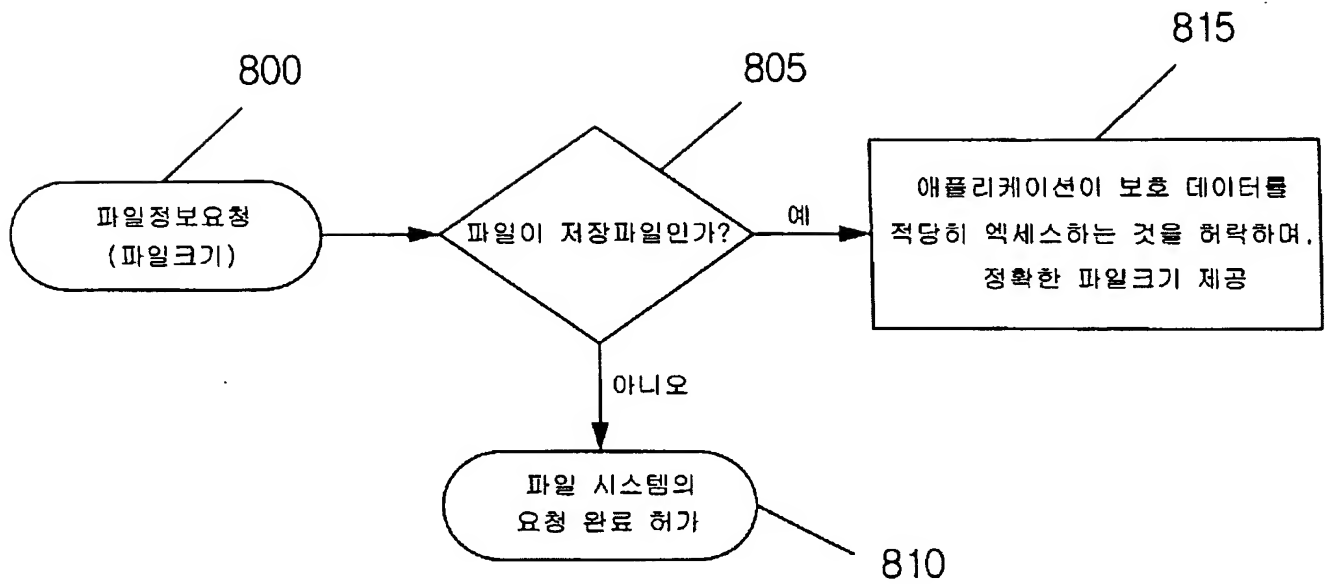 800
805
815
파일정보요청
(파일크기)
파일이 저장파일인가?
예
애플리케이션이 보호 데이터를
적당히 엑세스하는 것을 허락하며,
정확한 파일크기 제공
아니오
파일 시스템의
요청 완료 허가
810